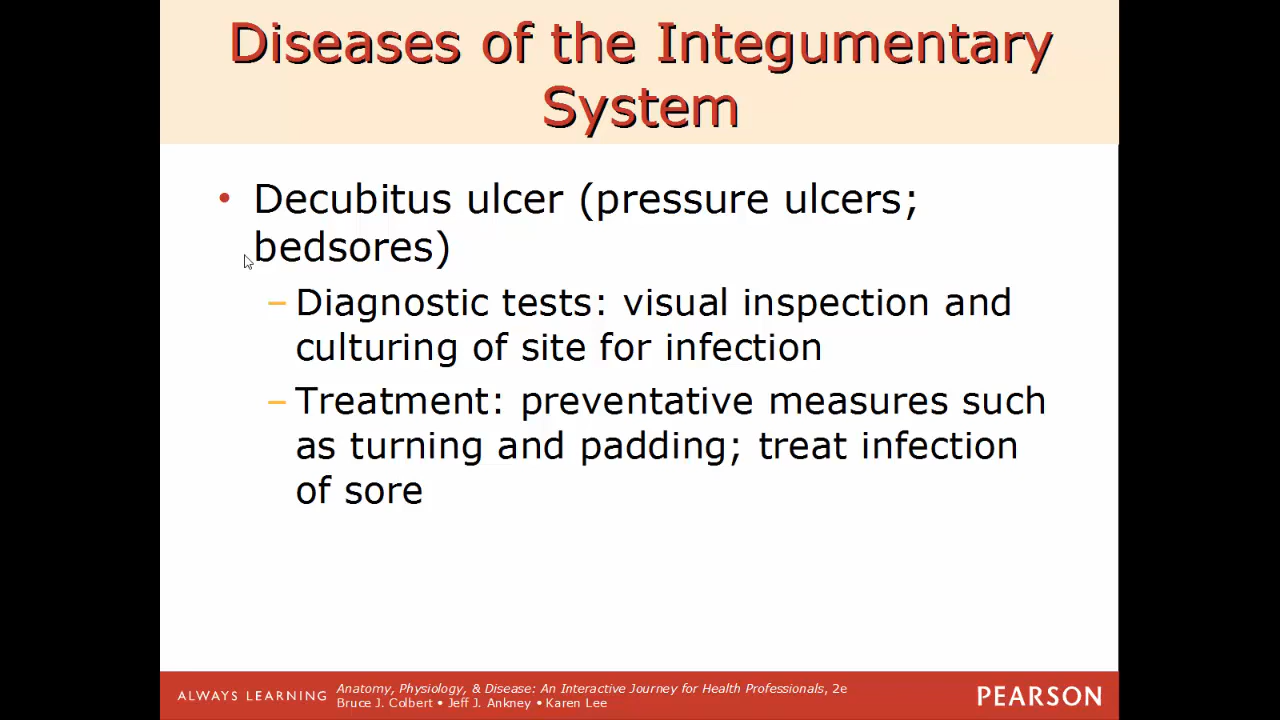 Diseases of the Integumentary
System
• Decubitus ulcer (pressure ulcers;
bedsores)
– Diagnostic tests: visual inspection and
culturing of site for infection
– Treatment: preventative measures such
as turning and padding; treat infection
of sore
ALWAYS LEARNING
Anatomy, Physiology, & Disease: An Interactive Journey for Health Professionals, 2e
Bruce J. Colbert • Jeff J. Ankney • Karen Lee
PEARSON